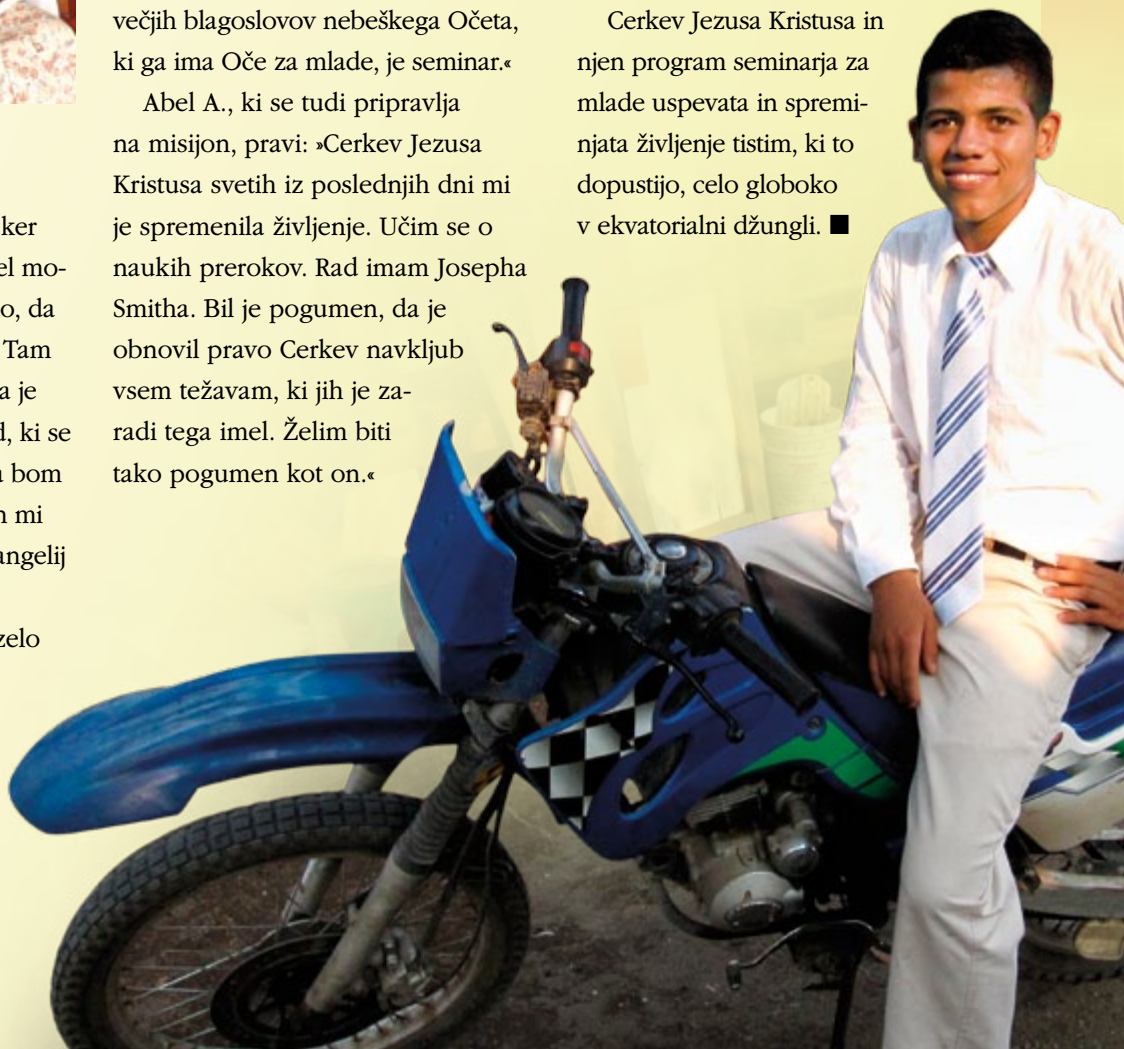 ker
el mo-
o, da
Tam
a je
d, ki se
a bom
n mi
angelij
zelo
večjih blagoslovov nebeškega Očeta,
ki ga ima Oče za mlade, je seminar.«
Abel A., ki se tudi pripravlja
na misijon, pravi: »Cerkev Jezusa
Kristusa svetih iz poslednjih dni mi
je spremenila življenje. Učim se o
naukih prerokov. Rad imam Josepha
Smitha. Bil je pogumen, da je
obnovil pravo Cerkev navkljub
vsem težavam, ki jih je za-
radi tega imel. Želim biti
tako pogumen kot on.«
Cerkev Jezusa Kristusa in
njen program seminarja za
mlade uspevata in spremi-
njata življenje tistim, ki to
dopustijo, celo globoko
v ekvatorialni džungli. ■